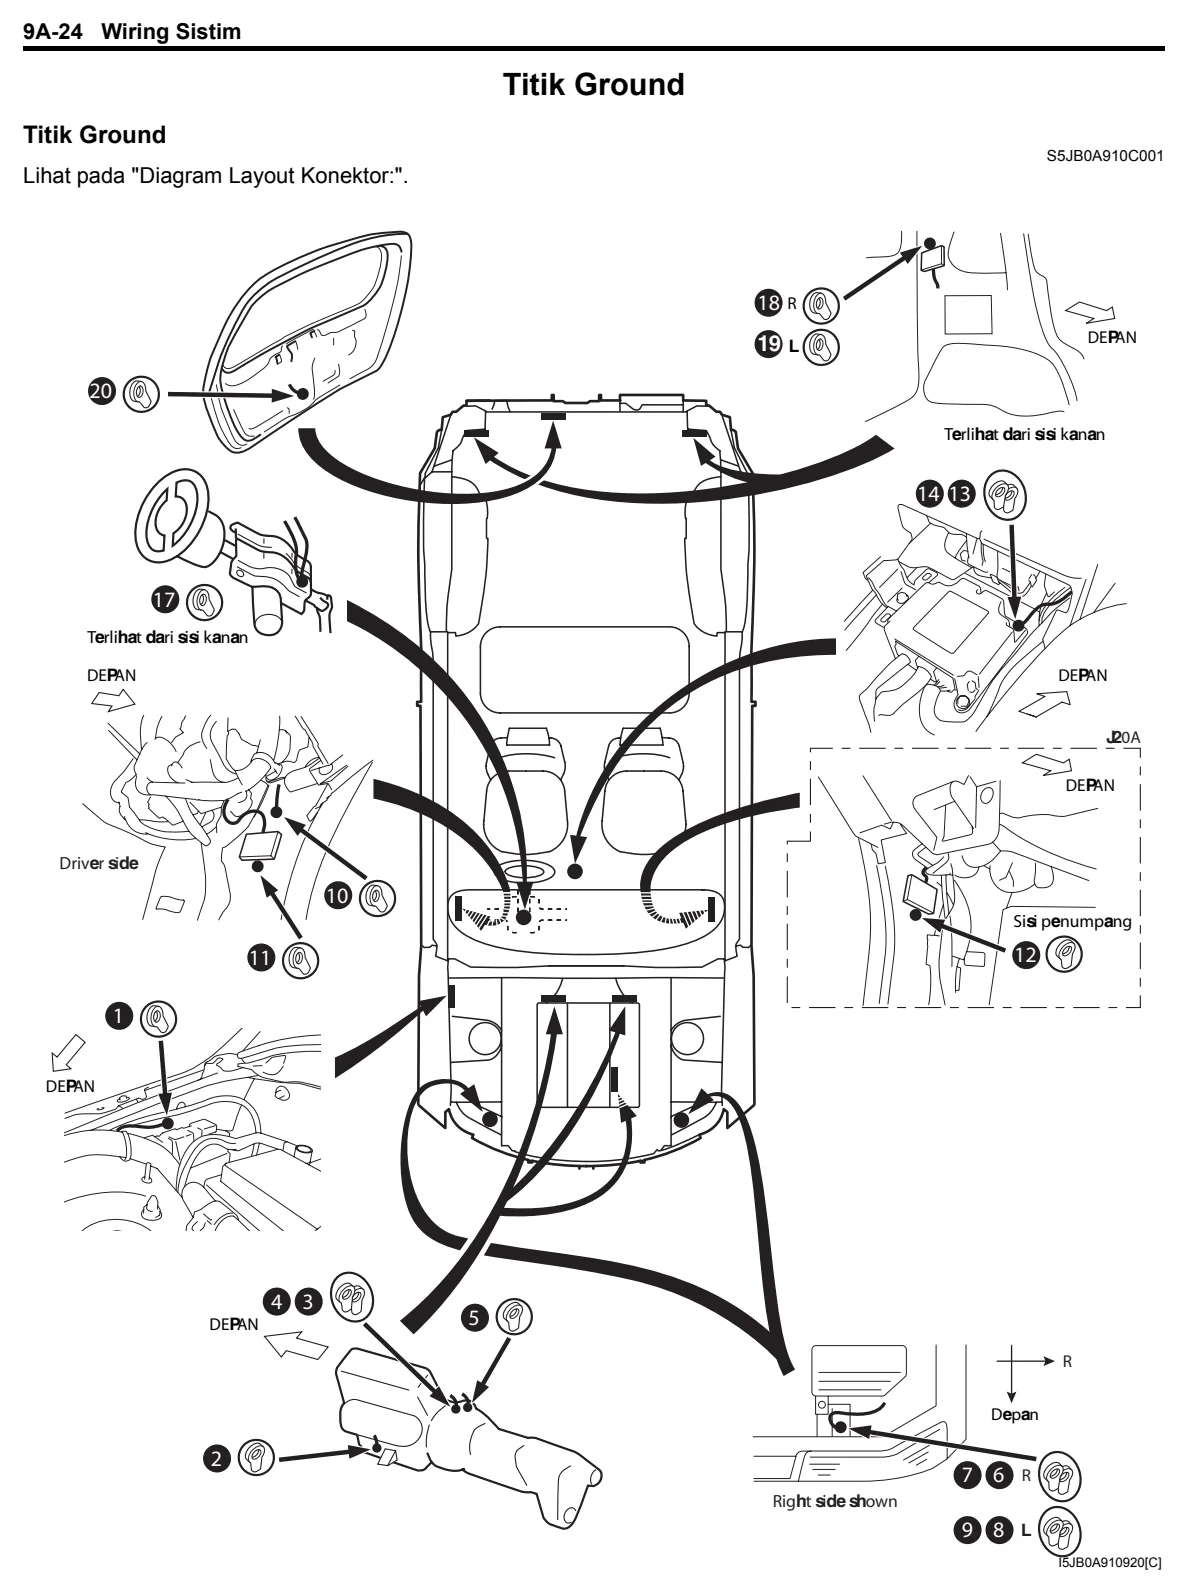 9A-24 Wiring Sistim
Titik Ground
Titik Ground
S5JB0A910C001
Lihat pada "Diagram Layout Konektor:".
18 R
19 L
DEPAN
Terlihat dari sisi kanan
20
14 13
17
Terlihat dari sisi kanan
DEPAN
DEPAN
J20A
DEPAN
Driver side
10
11
Sisi penumpang
12
1
DEPAN
4 3
5
DEPAN
2
R
Depan
7 6 R
Right side shown
9 8 L
I5JB0A910920[C]